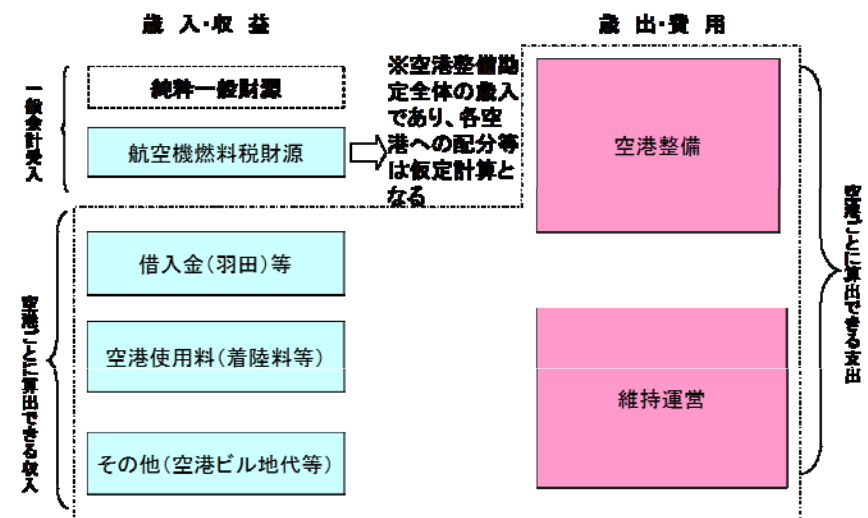 歳入・収益
歳出・費用
一般会計受入
純粋一般財源
航空機燃料税財源
※空港整備勘
定全体の歳入
であり、各空
港への配分等
は仮定計算と
なる
空港整備
空港ごとに算出できる収入
借入金(羽田)等
空港使用料(着陸料等)
その他(空港ビル地代等)
維持運営
空港ごとに算出できる支出